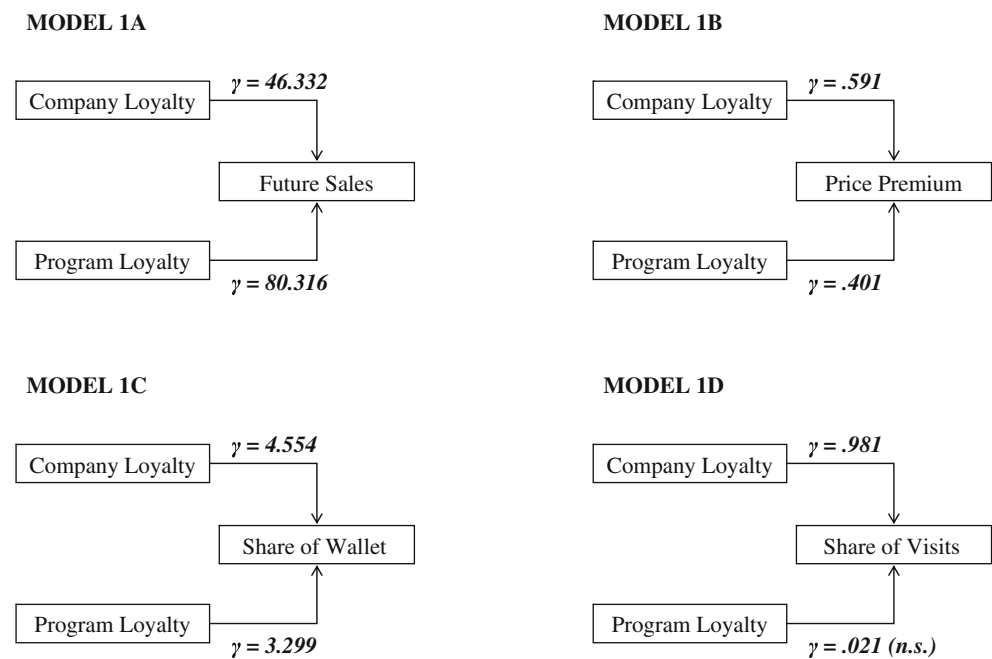 MODEL 1A
γ = 46.332
Company Loyalty
Future Sales
Program Loyalty
γ = 80.316
MODEL 1B
γ = .591
Company Loyalty
Price Premium
Program Loyalty
γ = .401
MODEL 1C
γ = 4.554
Company Loyalty
Share of Wallet
Program Loyalty
γ = 3.299
MODEL 1D
γ = .981
Company Loyalty
Share of Visits
Program Loyalty
γ = .021 (n.s.)